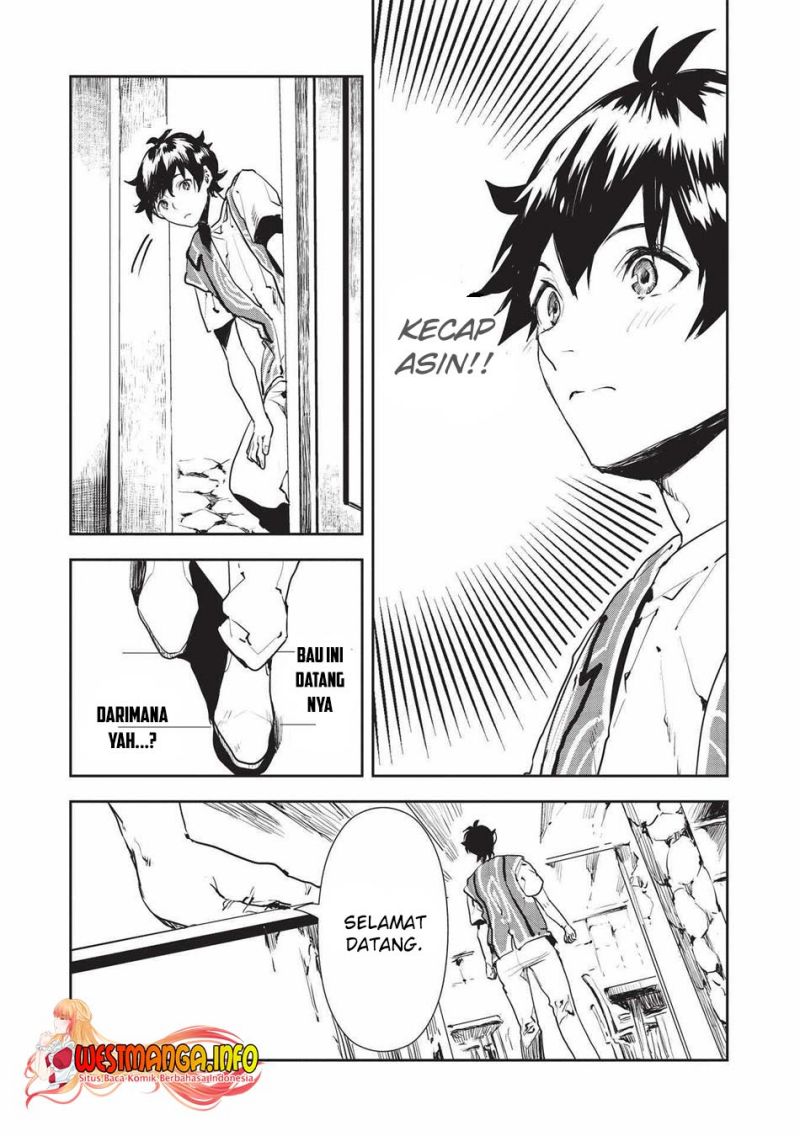 KECAP
ASIN!!
BAU INI
DATANG
NYA
DARIMANA
YAH...?
SELAMAT
DATANG.
WESTMANGA.INFO
SITUS BACA KOMIK BERBAHASA INDONESIA